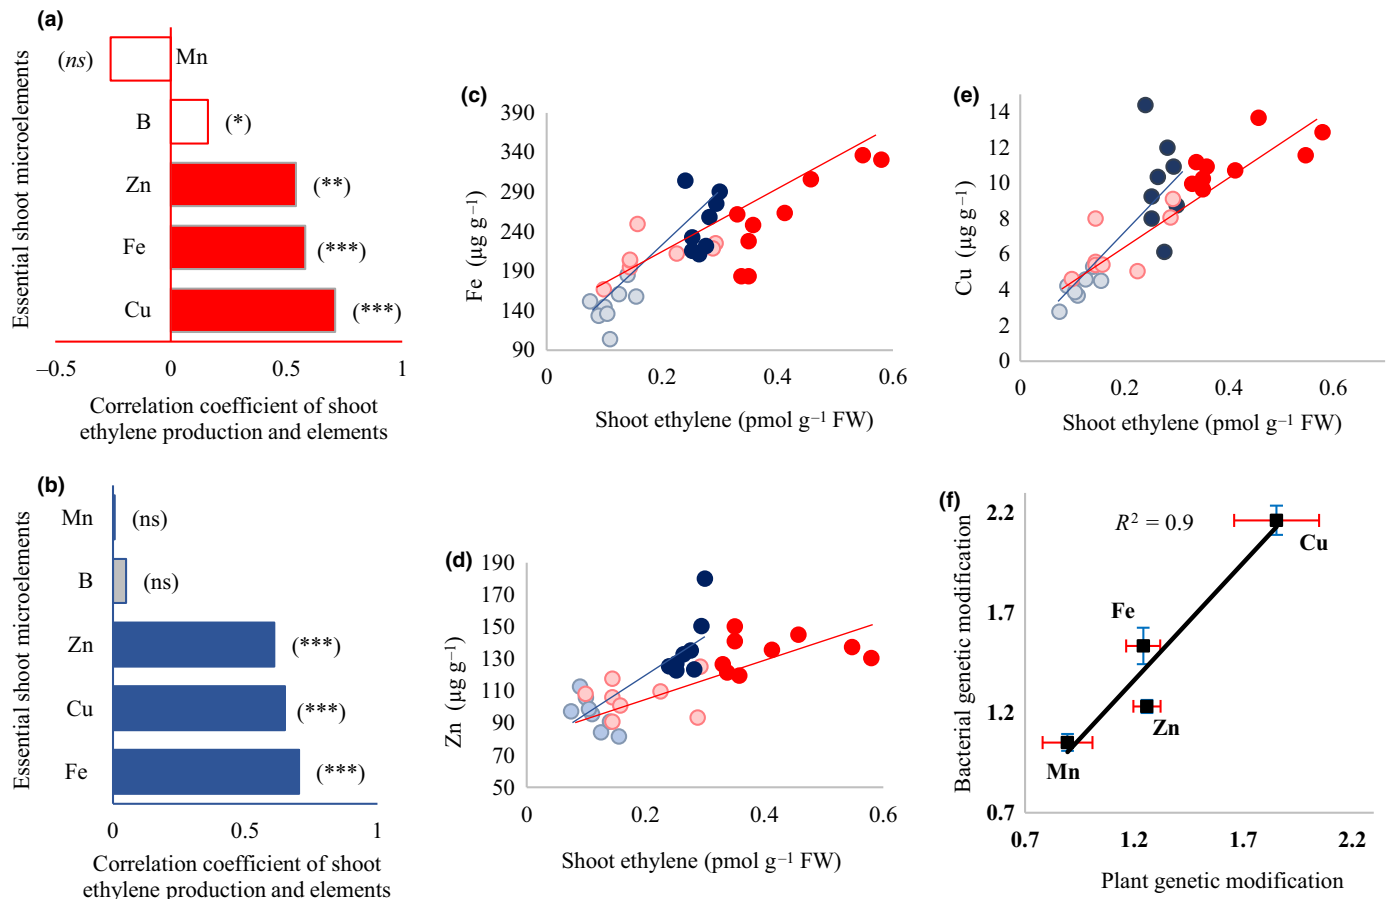 (a)
Essential shoot microelements
(ns)
Mn
B
(*)
Zn
(**)
Fe
(***)
Cu
(***)
–0.5
0
0.5
1
Correlation coefficient of shoot
ethylene production and elements
(b)
Essential shoot microelements
Mn
(ns)
B
(ns)
Zn
(***)
Cu
(***)
Fe
(***)
0
0.5
1
Correlation coefficient of shoot
ethylene production and elements
(c)
Fe (µg g⁻¹)
390
340
290
240
190
140
90
0
0.2
0.4
0.6
Shoot ethylene (pmol g⁻¹ FW)
(d)
Zn (µg g⁻¹)
190
170
150
130
110
90
70
50
0
0.2
0.4
0.6
Shoot ethylene (pmol g⁻¹ FW)
(e)
Cu (µg g⁻¹)
14
12
10
8
6
4
2
0
0
0.2
0.4
0.6
Shoot ethylene (pmol g⁻¹ FW)
(f)
Bacterial genetic modification
2.2
1.7
1.2
0.7
R² = 0.9
Cu
Fe
Zn
Mn
0.7
1.2
1.7
2.2
Plant genetic modification